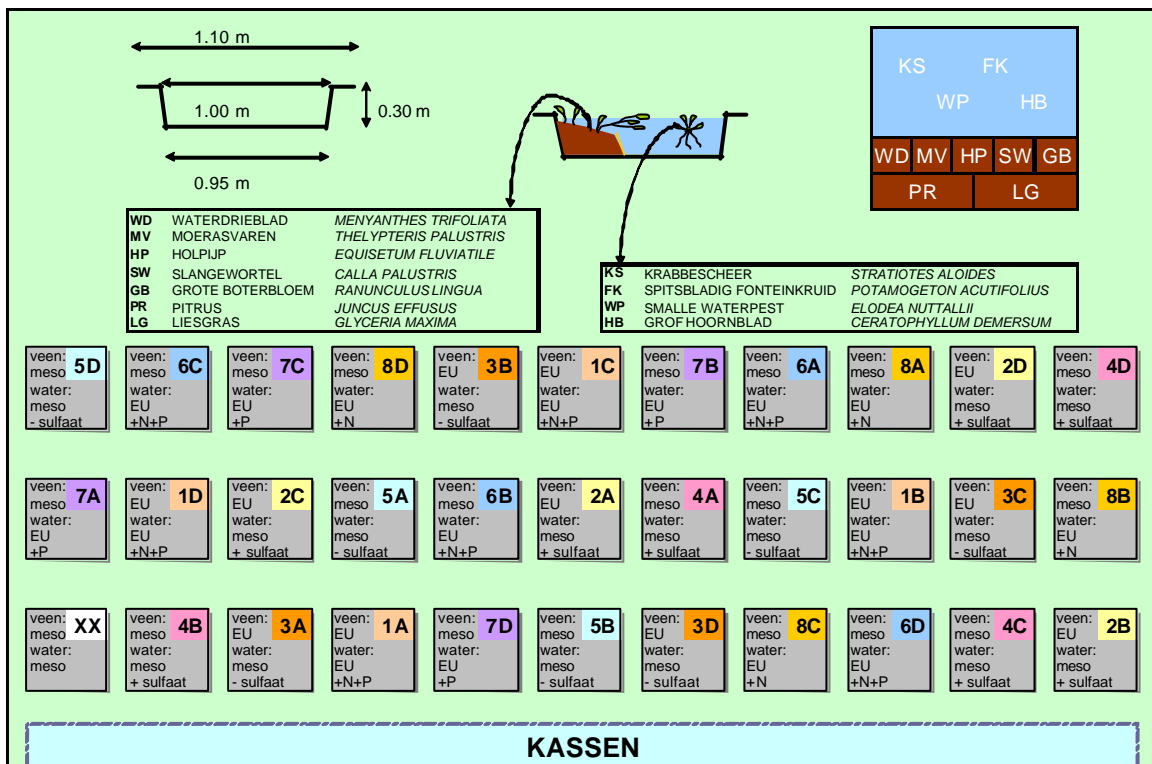 1.10 m
1.00 m
0.30 m
0.95 m
KS FK
WP HB
WD MV HP SW GB
PR LG
WD WATERDRIEBLAD MENYANTHES TRIFOLIATA
MV MOERASVAREN THELYPTERIS PALUSTRIS
HP HOLPIJP EQUISETUM FLUVIATILE
SW SLANGEWORTEL CALLA PALUSTRIS
GB GROTE BOTERBLOEM RANUNCULUS LINGUA
PR PITRUS JUNCUS EFFUSUS
LG LIESGRAS GLYCERIA MAXIMA
KS KRABBESCHEER STRATIOTES ALOIDES
FK SPITSBLADIG FONTEINKRUID POTAMOGETON ACUTIFOLIUS
WP SMALLE WATERPEST ELODEA NUTTALLII
HB GROF HOORNBLAD CERATOPHYLLUM DEMERSUM
veen: 5D
meso
water:
meso
- sulfaat
veen: 6C
meso
water:
EU
+N+P
veen: 7C
meso
water:
EU
+P
veen: 8D
meso
water:
EU
+N
veen: 3B
EU
water:
meso
- sulfaat
veen: 1C
EU
water:
EU
+N+P
veen: 7B
meso
water:
EU
+P
veen: 6A
meso
water:
EU
+N+P
veen: 8A
meso
water:
EU
+N
veen: 2D
EU
water:
meso
+ sulfaat
veen: 4D
meso
water:
meso
+ sulfaat
veen: 7A
meso
water:
EU
+P
veen: 1D
EU
water:
EU
+N+P
veen: 2C
EU
water:
meso
+ sulfaat
veen: 5A
meso
water:
meso
- sulfaat
veen: 6B
meso
water:
EU
+N+P
veen: 2A
EU
water:
meso
+ sulfaat
veen: 4A
meso
water:
meso
+ sulfaat
veen: 5C
meso
water:
meso
- sulfaat
veen: 1B
EU
water:
EU
+N+P
veen: 3C
EU
water:
meso
- sulfaat
veen: 8B
meso
water:
EU
+N
veen: XX
meso
water:
meso
veen: 4B
meso
water:
meso
+ sulfaat
veen: 3A
EU
water:
meso
- sulfaat
veen: 1A
EU
water:
EU
+N+P
veen: 7D
meso
water:
EU
+P
veen: 5B
meso
water:
meso
- sulfaat
veen: 3D
EU
water:
meso
- sulfaat
veen: 8C
meso
water:
EU
+N
veen: 6D
meso
water:
EU
+N+P
veen: 4C
meso
water:
meso
+ sulfaat
veen: 2B
EU
water:
meso
+ sulfaat
KASSEN